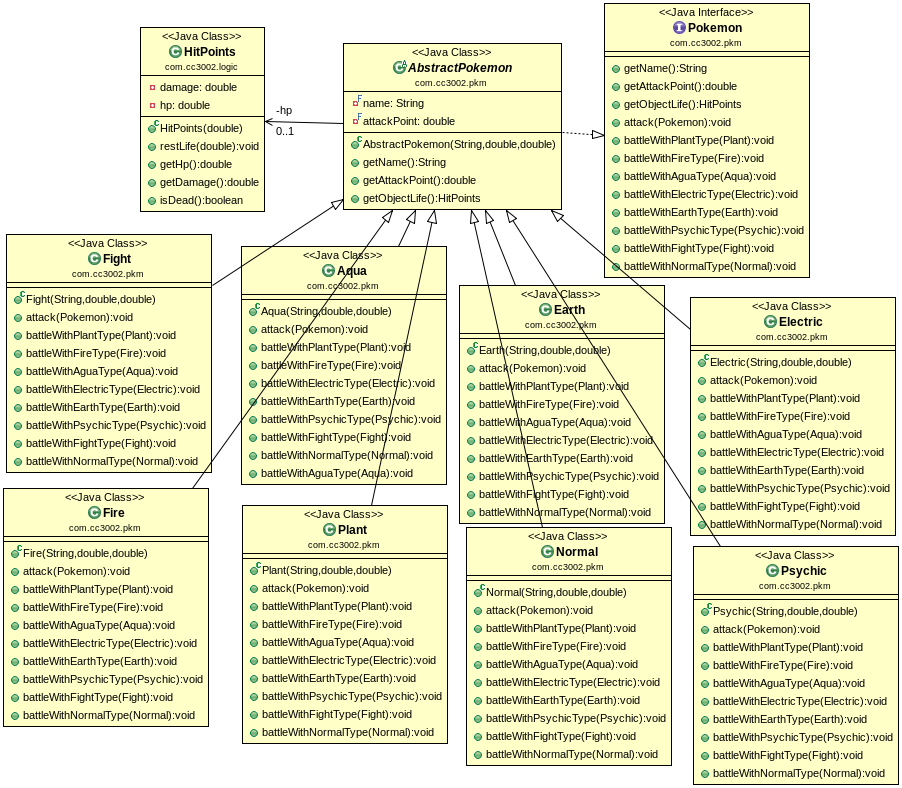 <<Java Class>>
HitPoints
com.cc3002.logic
damage: double
hp: double
HitPoints(double)
restLife(double):void
getHp():double
getDamage():double
isDead():boolean
-hp
0..1
<<Java Class>>
AbstractPokemon
com.cc3002.pkm
name: String
attackPoint: double
AbstractPokemon(String,double,double)
getName():String
getAttackPoint():double
getObjectLife():HitPoints
<<Java Interface>>
Pokemon
com.cc3002.pkm
getName():String
getAttackPoint():double
getObjectLife():HitPoints
attack(Pokemon):void
battleWithPlantType(Plant):void
battleWithFireType(Fire):void
battleWithAguaType(Aqua):void
battleWithElectricType(Electric):void
battleWithEarthType(Earth):void
battleWithPsychicType(Psychic):void
battleWithFightType(Fight):void
battleWithNormalType(Normal):void
<<Java Class>>
Fight
com.cc3002.pkm
Fight(String,double,double)
attack(Pokemon):void
battleWithPlantType(Plant):void
battleWithFireType(Fire):void
battleWithAguaType(Aqua):void
battleWithElectricType(Electric):void
battleWithEarthType(Earth):void
battleWithPsychicType(Psychic):void
battleWithFightType(Fight):void
battleWithNormalType(Normal):void
<<Java Class>>
Aqua
com.cc3002.pkm
Aqua(String,double,double)
attack(Pokemon):void
battleWithPlantType(Plant):void
battleWithFireType(Fire):void
battleWithElectricType(Electric):void
battleWithEarthType(Earth):void
battleWithPsychicType(Psychic):void
battleWithFightType(Fight):void
battleWithNormalType(Normal):void
battleWithAguaType(Aqua):void
<<Java Class>>
Earth
com.cc3002.pkm
Earth(String,double,double)
attack(Pokemon):void
battleWithPlantType(Plant):void
battleWithFireType(Fire):void
battleWithAguaType(Aqua):void
battleWithElectricType(Electric):void
battleWithEarthType(Earth):void
battleWithPsychicType(Psychic):void
battleWithFightType(Fight):void
battleWithNormalType(Normal):void
<<Java Class>>
Electric
com.cc3002.pkm
Electric(String,double,double)
attack(Pokemon):void
battleWithPlantType(Plant):void
battleWithFireType(Fire):void
battleWithAguaType(Aqua):void
battleWithElectricType(Electric):void
battleWithEarthType(Earth):void
battleWithPsychicType(Psychic):void
battleWithFightType(Fight):void
battleWithNormalType(Normal):void
<<Java Class>>
Fire
com.cc3002.pkm
Fire(String,double,double)
attack(Pokemon):void
battleWithPlantType(Plant):void
battleWithFireType(Fire):void
battleWithAguaType(Aqua):void
battleWithElectricType(Electric):void
battleWithEarthType(Earth):void
battleWithPsychicType(Psychic):void
battleWithFightType(Fight):void
battleWithNormalType(Normal):void
<<Java Class>>
Plant
com.cc3002.pkm
Plant(String,double,double)
attack(Pokemon):void
battleWithPlantType(Plant):void
battleWithFireType(Fire):void
battleWithAguaType(Aqua):void
battleWithElectricType(Electric):void
battleWithEarthType(Earth):void
battleWithPsychicType(Psychic):void
battleWithFightType(Fight):void
battleWithNormalType(Normal):void
<<Java Class>>
Normal
com.cc3002.pkm
Normal(String,double,double)
attack(Pokemon):void
battleWithPlantType(Plant):void
battleWithFireType(Fire):void
battleWithAguaType(Aqua):void
battleWithElectricType(Electric):void
battleWithEarthType(Earth):void
battleWithPsychicType(Psychic):void
battleWithFightType(Fight):void
battleWithNormalType(Normal):void
<<Java Class>>
Psychic
com.cc3002.pkm
Psychic(String,double,double)
attack(Pokemon):void
battleWithPlantType(Plant):void
battleWithFireType(Fire):void
battleWithAguaType(Aqua):void
battleWithElectricType(Electric):void
battleWithEarthType(Earth):void
battleWithPsychicType(Psychic):void
battleWithFightType(Fight):void
battleWithNormalType(Normal):void